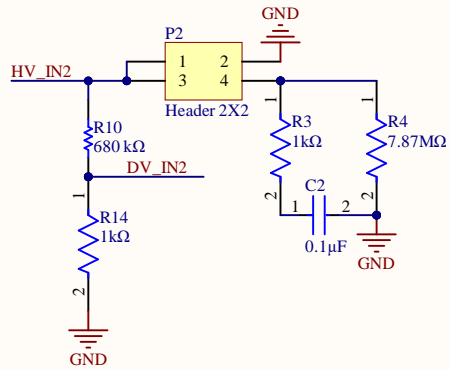 P2
GND
HV_IN2
1
2
3
4
Header 2X2
R10
680 kΩ
DV_IN2
1
R14
1kΩ
2
GND
1
R3
1kΩ
2
1
R4
7.87MΩ
2
C2
1
2
0.1µF
GND